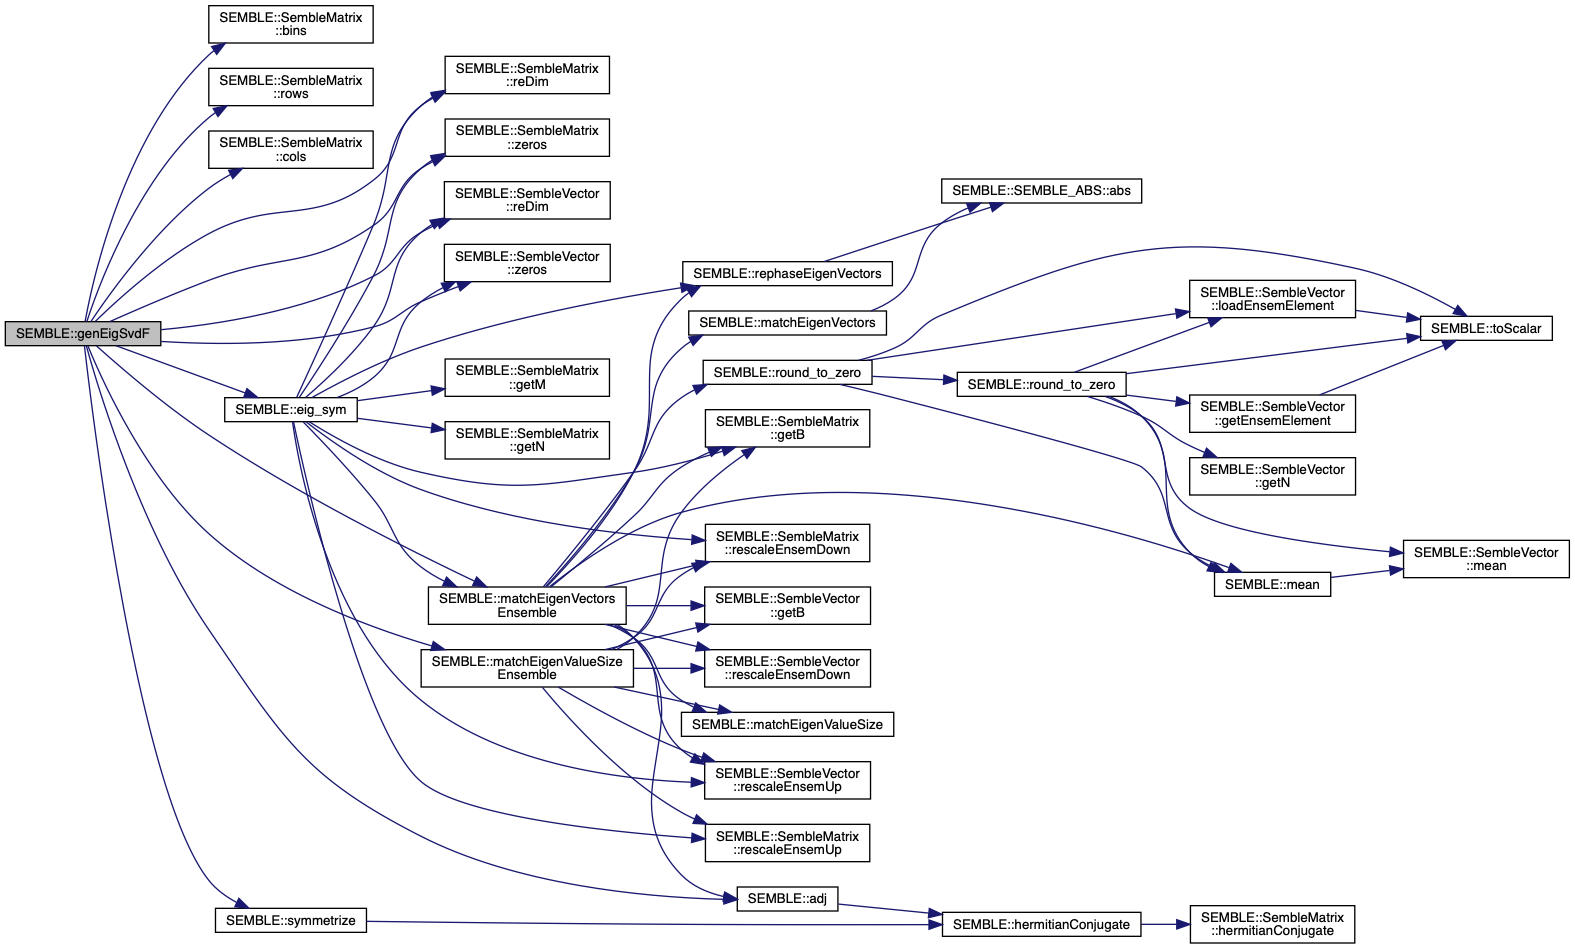 SEMBLE::genEigSvdF
SEMBLE::SembleMatrix
::bins
SEMBLE::SembleMatrix
::rows
SEMBLE::SembleMatrix
::cols
SEMBLE::eig_sym
SEMBLE::symmetrize
SEMBLE::SembleMatrix
::reDim
SEMBLE::SembleMatrix
::zeros
SEMBLE::SembleVector
::reDim
SEMBLE::SembleVector
::zeros
SEMBLE::SembleMatrix
::getM
SEMBLE::SembleMatrix
::getN
SEMBLE::matchEigenVectors
Ensemble
SEMBLE::matchEigenValueSize
Ensemble
SEMBLE::rephaseEigenVectors
SEMBLE::matchEigenVectors
SEMBLE::round_to_zero
SEMBLE::SembleMatrix
::getB
SEMBLE::SembleMatrix
::rescaleEnsemDown
SEMBLE::SembleVector
::getB
SEMBLE::SembleVector
::rescaleEnsemDown
SEMBLE::matchEigenValueSize
SEMBLE::SembleVector
::rescaleEnsemUp
SEMBLE::SembleMatrix
::rescaleEnsemUp
SEMBLE::adj
SEMBLE::SEMBLE_ABS::abs
SEMBLE::round_to_zero
SEMBLE::hermitianConjugate
SEMBLE::SembleVector
::loadEnsemElement
SEMBLE::SembleVector
::getEnsemElement
SEMBLE::SembleVector
::getN
SEMBLE::mean
SEMBLE::SembleMatrix
::hermitianConjugate
SEMBLE::toScalar
SEMBLE::SembleVector
::mean